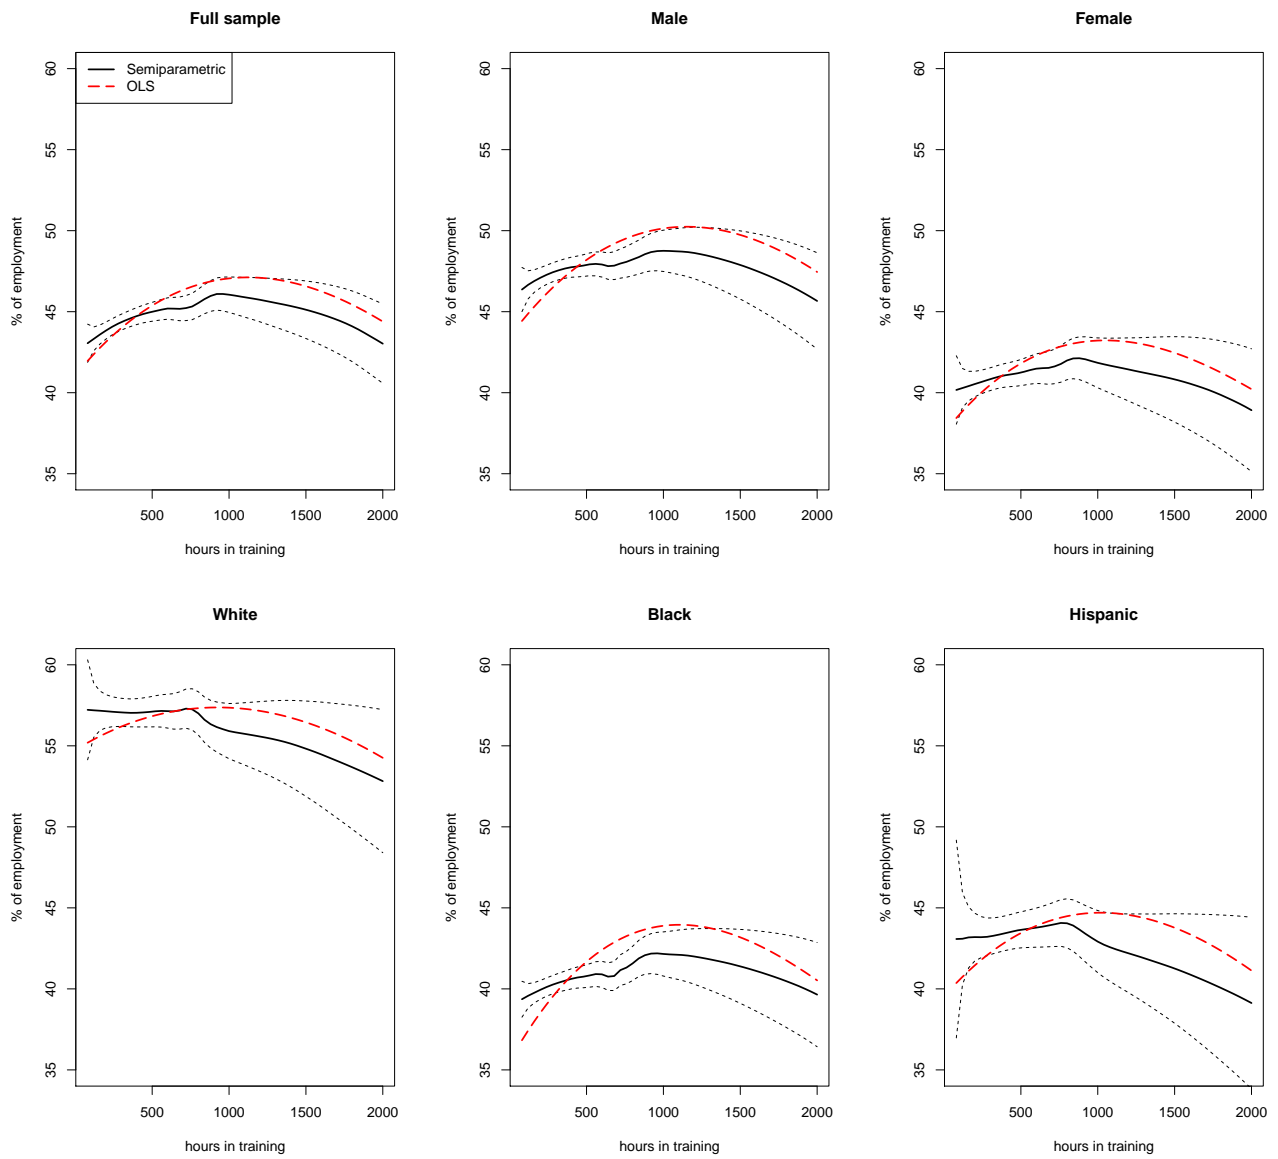 Full sample
Male
Female
Semiparametric
OLS
60
55
50
45
40
35
% of employment
500 1000 1500 2000
hours in training
60
55
50
45
40
35
% of employment
500 1000 1500 2000
hours in training
60
55
50
45
40
35
% of employment
500 1000 1500 2000
hours in training
White
Black
Hispanic
60
55
50
45
40
35
% of employment
500 1000 1500 2000
hours in training
60
55
50
45
40
35
% of employment
500 1000 1500 2000
hours in training
60
55
50
45
40
35
% of employment
500 1000 1500 2000
hours in training